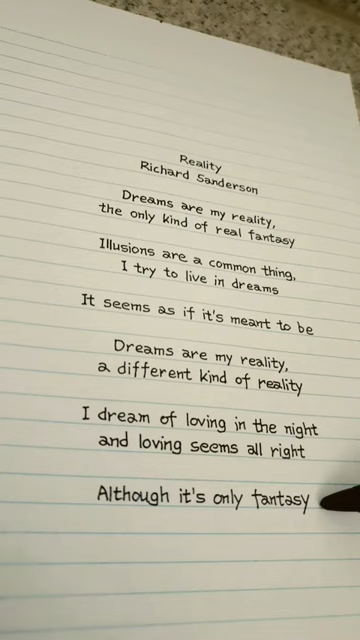 Reality
Richard Sanderson
Dreams are my reality,
the only kind of real fantasy
Illusions are a common thing,
I try to live in dreams
It seems as if it's meant to be
Dreams are my reality,
a different kind of reality
I dream of loving in the night
and loving seems all right
Although it's only fantasy